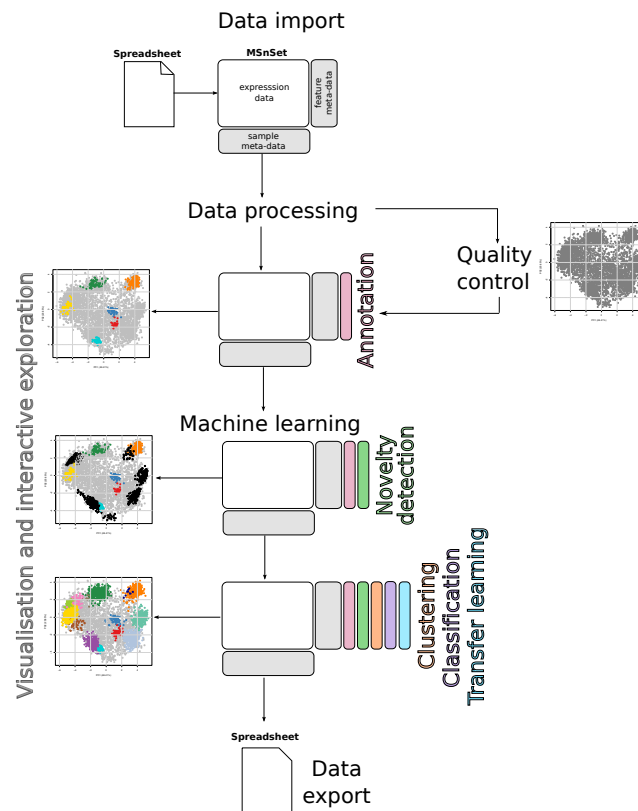 Data import
Spreadsheet
MSnSet
expresssion
data
feature
meta-data
sample
meta-data
Data processing
Quality
control
Annotation
Visualisation and interactive exploration
Machine learning
Novelty
detection
Clustering
Classification
Transfer learning
Spreadsheet
Data
export